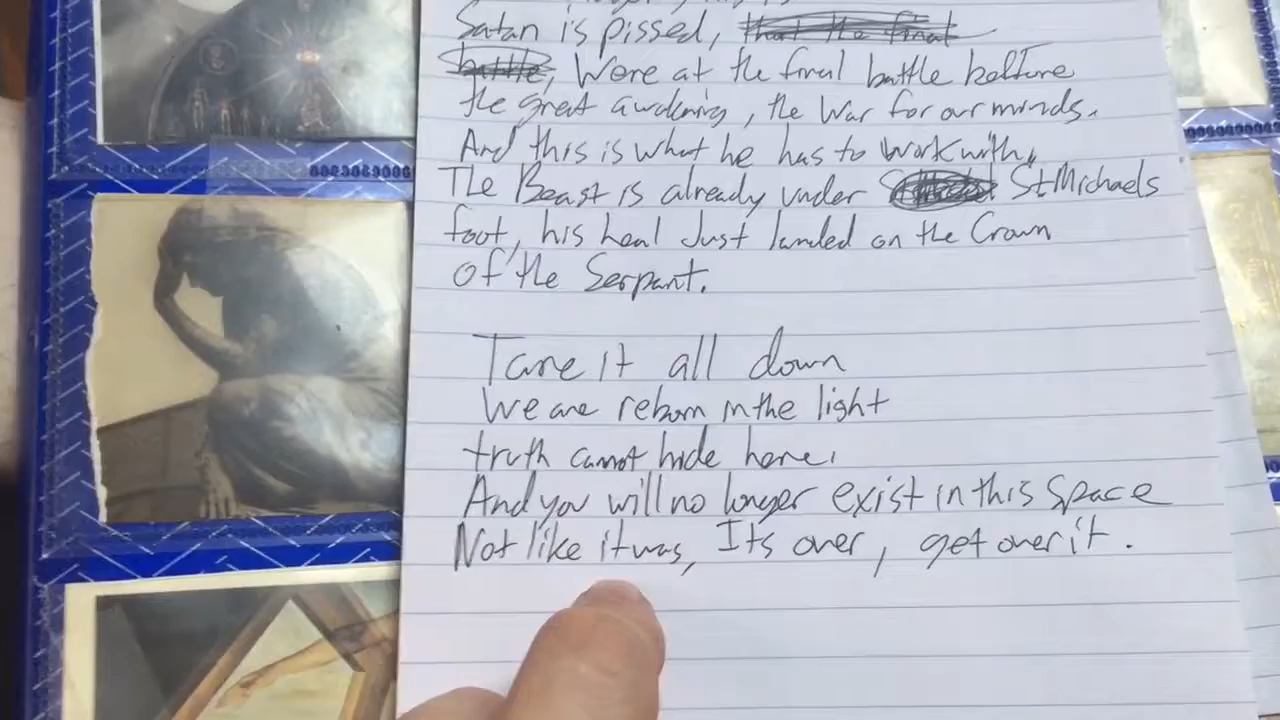 Satan is pissed, that the final
battle, Were at the final battle before
the great awakening, the War for our minds.
And this is what he has to work with"
The Beast is already under St Michaels
foot, his heal Just landed on the Crown
Of the Serpant.
Tare it all down
We are reborn in the light
truth cannot hide here,
And you will no longer exist in this Space
Not like it was, Its over, get over it.